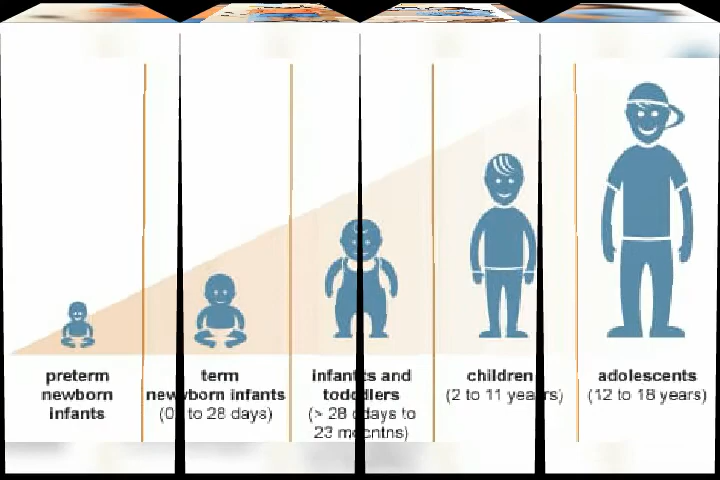 preterm
newborn
infants
term
newborn infants
(0 to 28 days)
infants and
toddlers
(> 28 days to
23 months)
children
(2 to 11 years)
adolescents
(12 to 18 years)